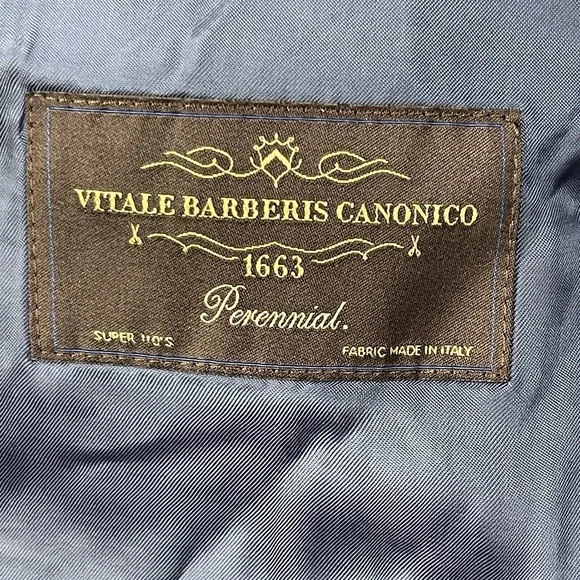 VITALE BARBERIS CANONICO
1663
Perennial.
SUPER 110'S
FABRIC MADE IN ITALY